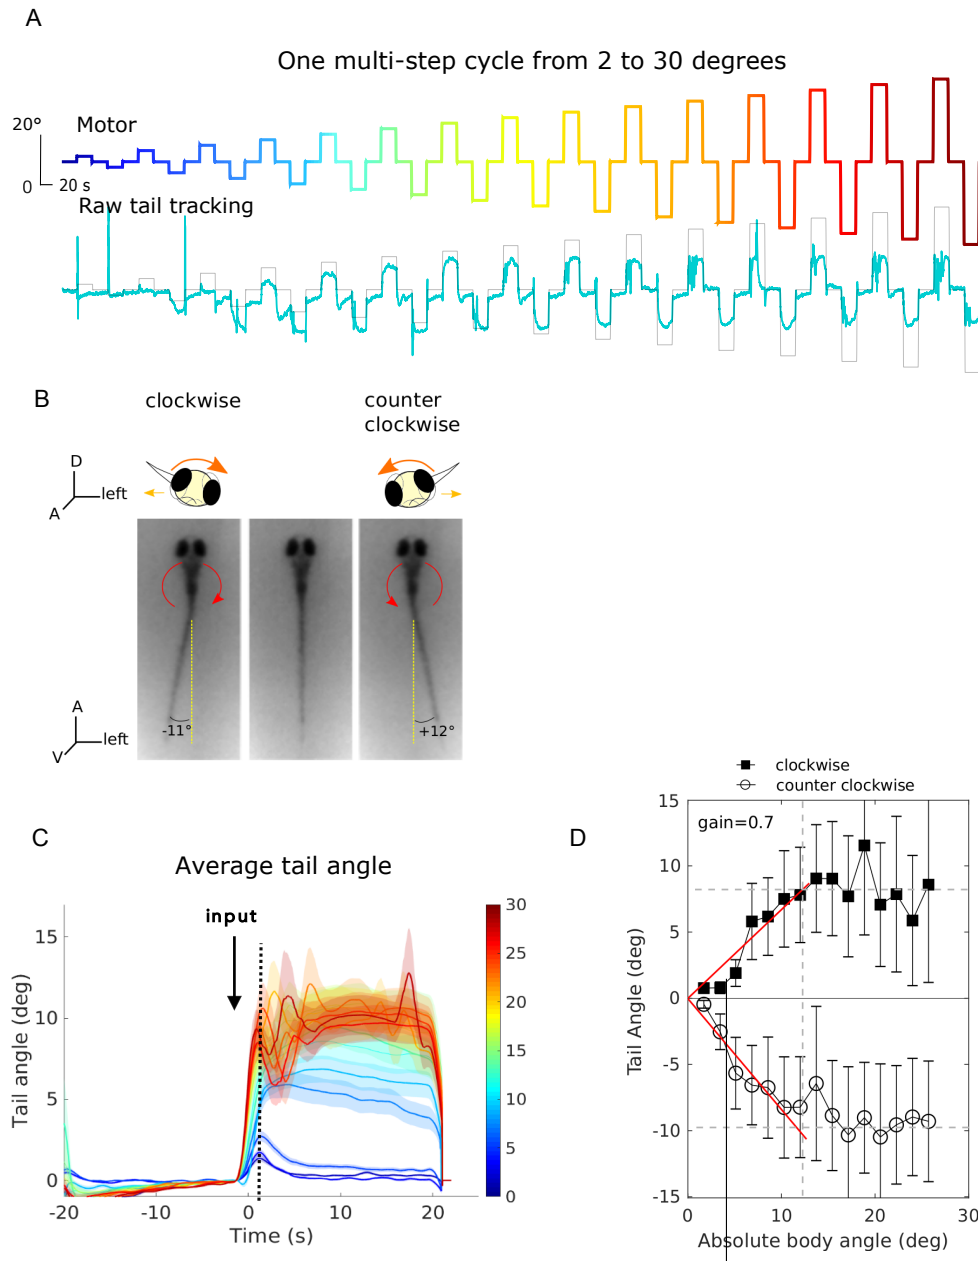 A
One multi-step cycle from 2 to 30 degrees
20°
Motor
0
20 s
Raw tail tracking
B
clockwise
counter
clockwise
D
left
A
A
left
V
-11°
+12°
clockwise
counter clockwise
C
Average tail angle
input
Tail angle (deg)
15
10
5
0
-20
-10
0
10
20
Time (s)
30
25
20
15
10
5
0
D
gain=0.7
Tail Angle (deg)
15
10
5
0
-5
-10
-15
0
10
20
30
Absolute body angle (deg)